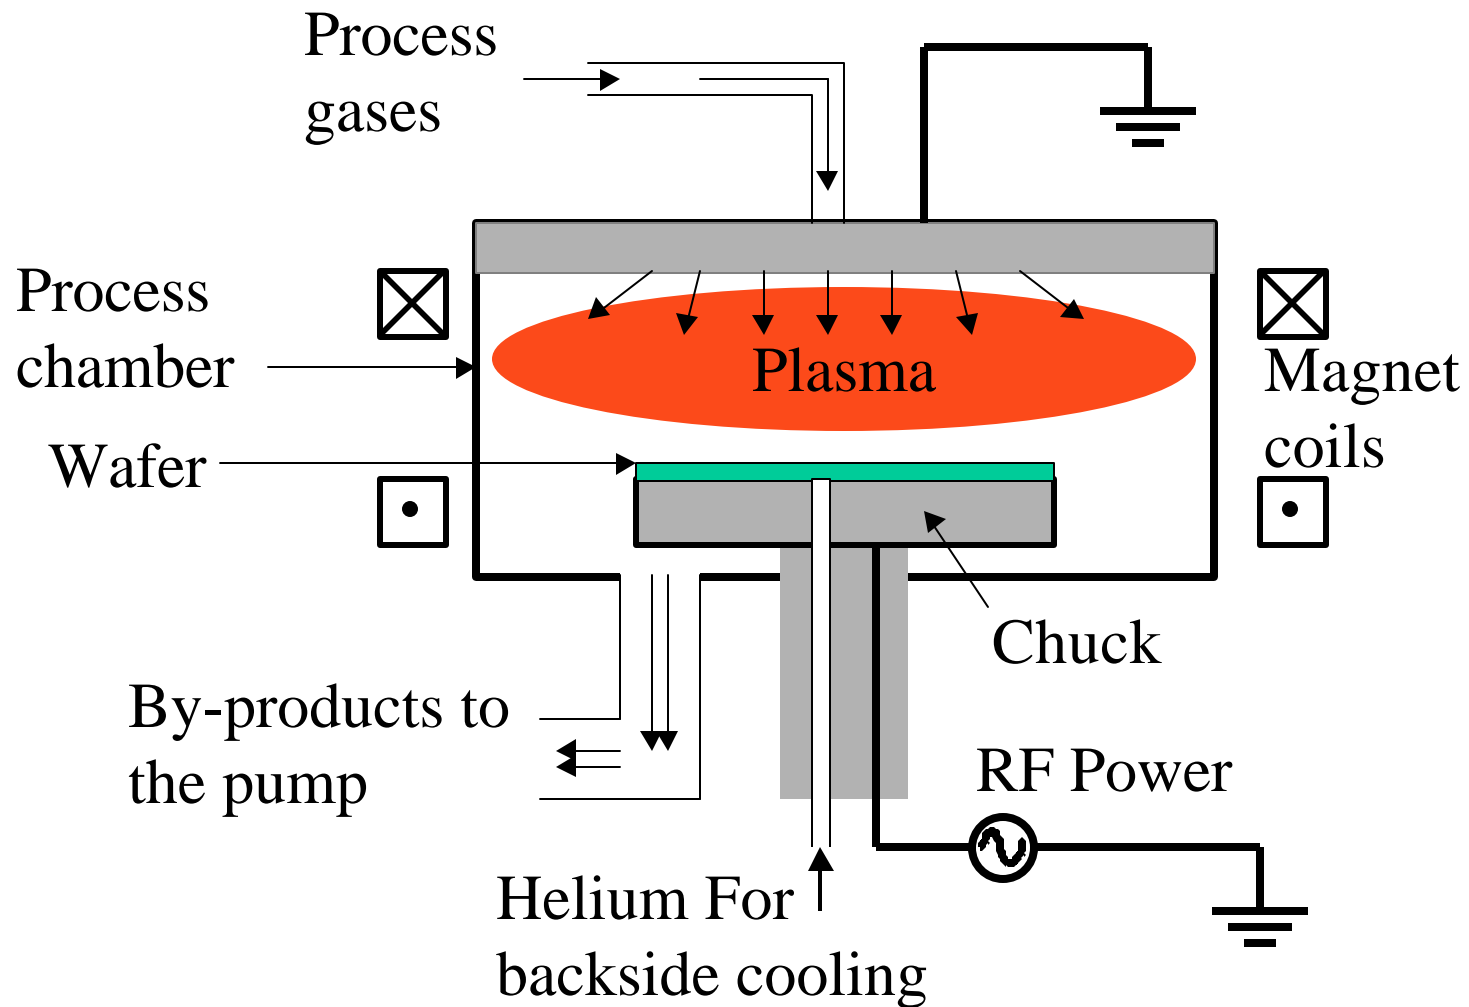 Process
gases
Process
chamber
Plasma
Magnet
coils
Wafer
Chuck
By-products to
the pump
RF Power
Helium For
backside cooling